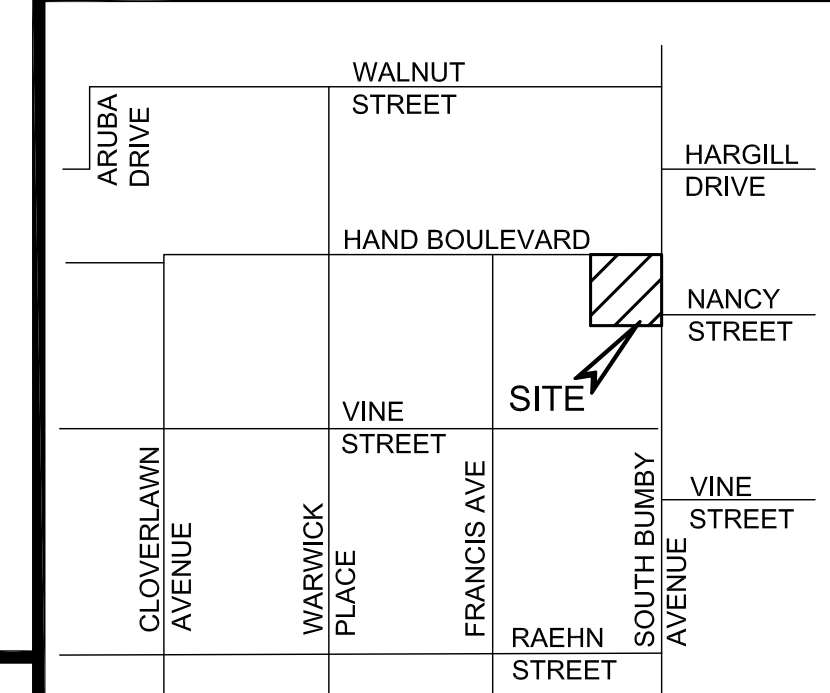 WALNUT
STREET
ARUBA
DRIVE
HARGILL
DRIVE
HAND BOULEVARD
NANCY
STREET
SITE
VINE
STREET
CLOVERLAWN
AVENUE
WARWICK
PLACE
FRANCIS AVE
SOUTH BUMBY
AVENUE
VINE
STREET
RAEHN
STREET